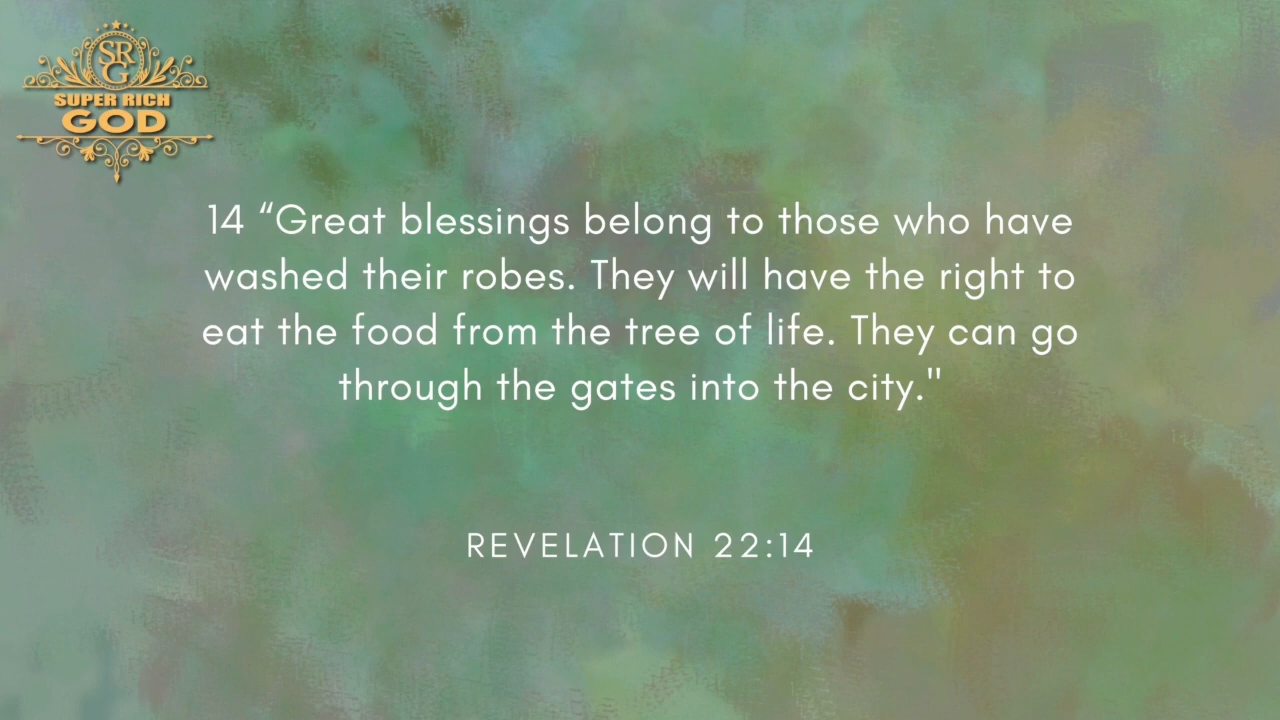 SRG
SUPER RICH
GOD
14 “Great blessings belong to those who have
washed their robes. They will have the right to
eat the food from the tree of life. They can go
through the gates into the city."
REVELATION 22:14